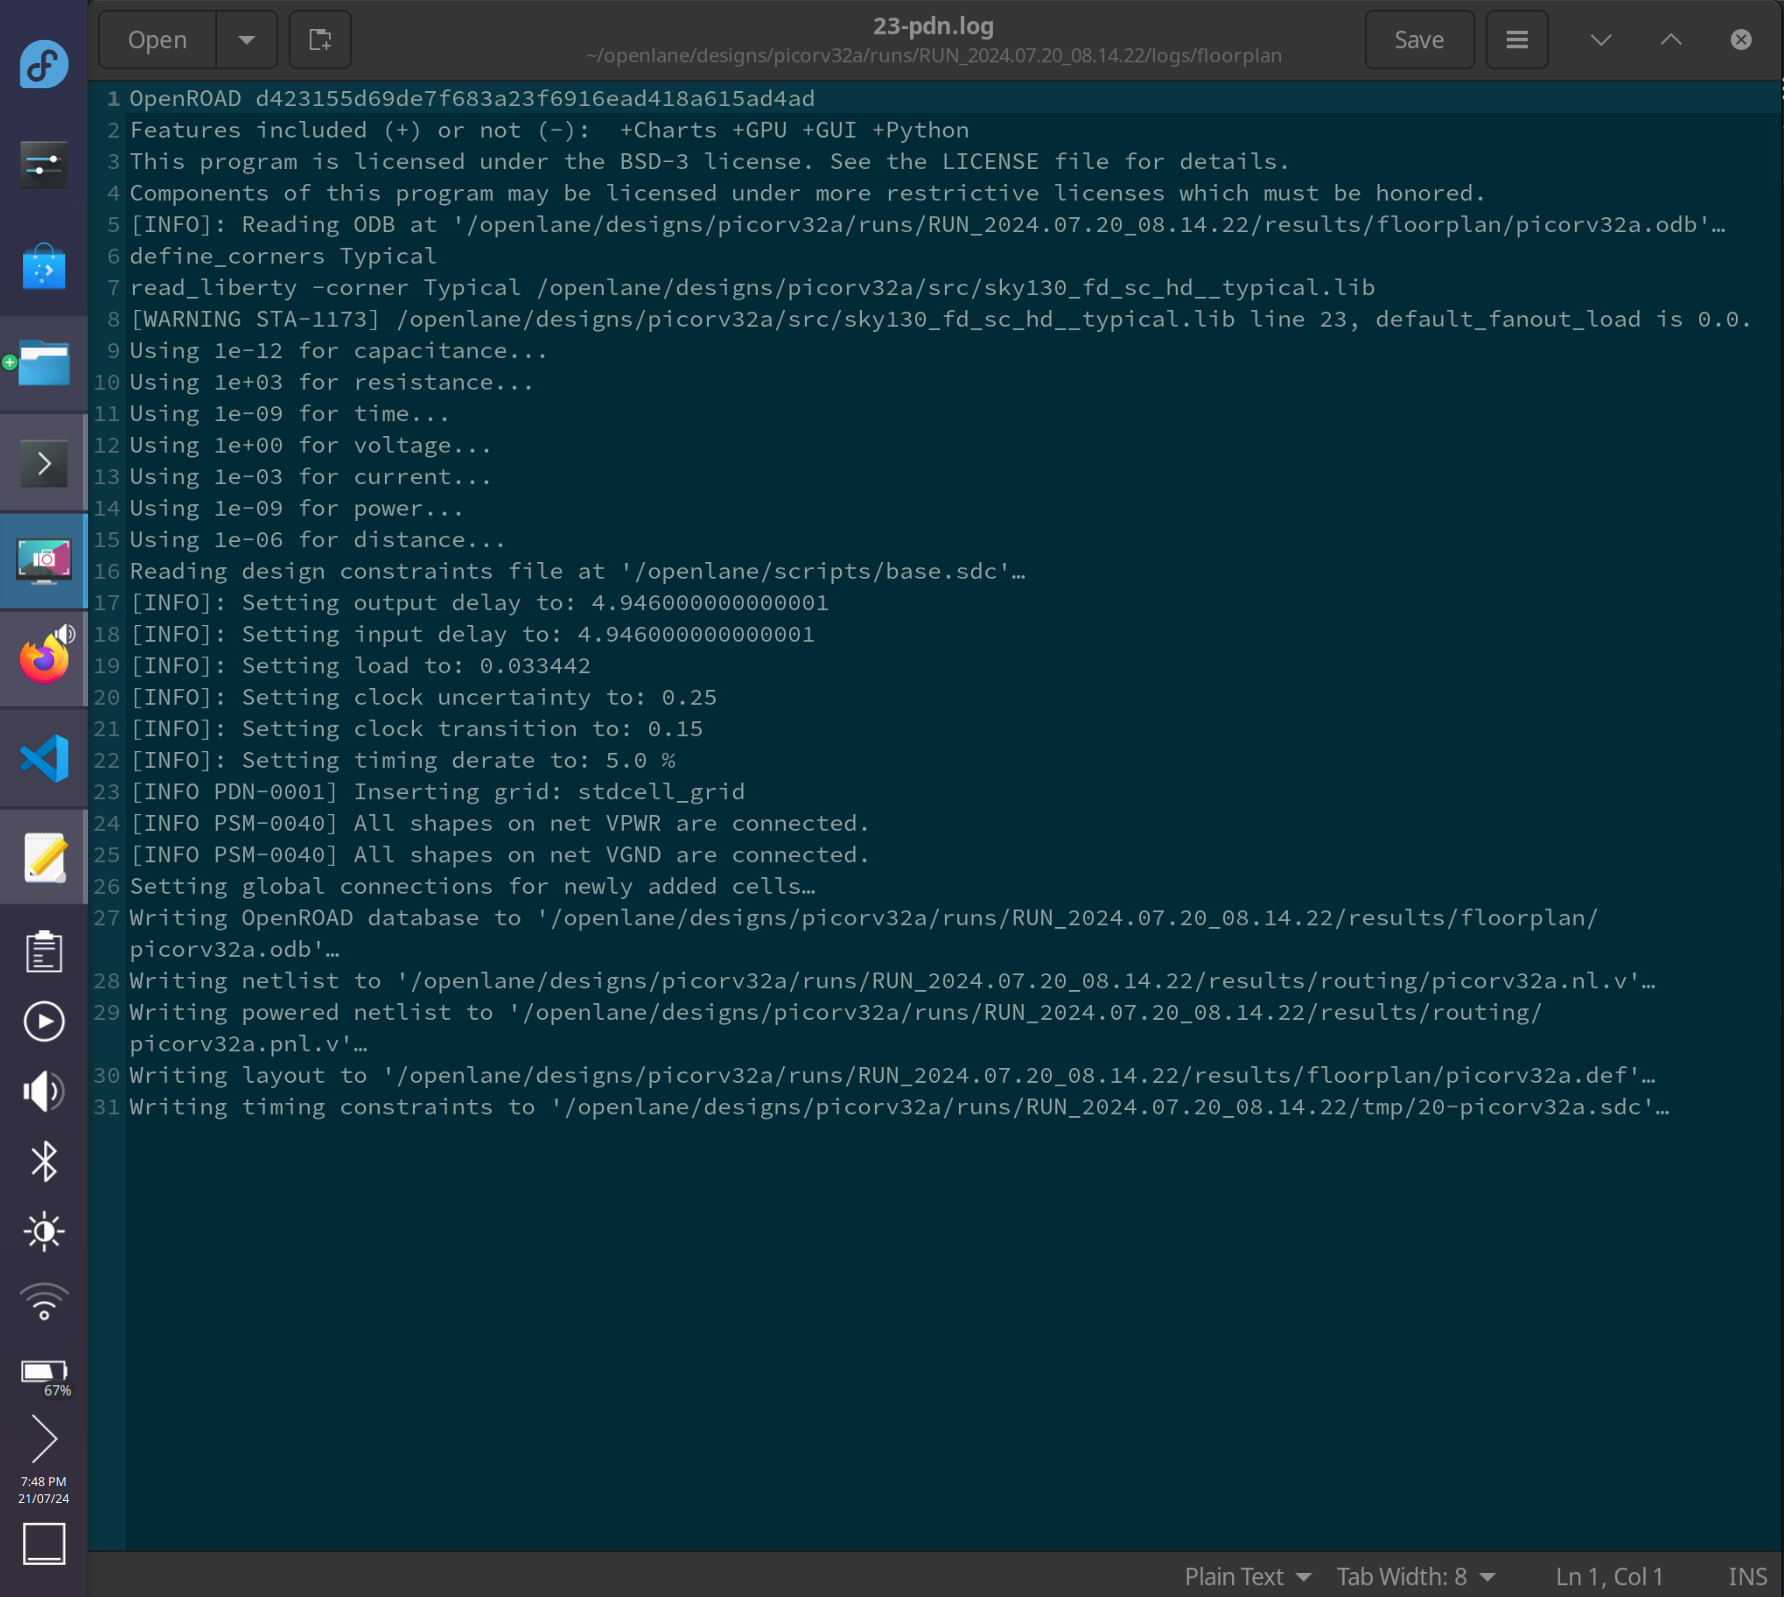 Open
23-pdn.log
~/openlane/designs/picorv32a/runs/RUN_2024.07.20_08.14.22/logs/floorplan
Save
1 OpenROAD d423155d69de7f683a23f6916ead418a615ad4ad
2 Features included (+) or not (-):  +Charts +GPU +GUI +Python
3 This program is licensed under the BSD-3 license. See the LICENSE file for details.
4 Components of this program may be licensed under more restrictive licenses which must be honored.
5 [INFO]: Reading ODB at '/openlane/designs/picorv32a/runs/RUN_2024.07.20_08.14.22/results/floorplan/picorv32a.odb'…
6 define_corners Typical
7 read_liberty -corner Typical /openlane/designs/picorv32a/src/sky130_fd_sc_hd__typical.lib
8 [WARNING STA-1173] /openlane/designs/picorv32a/src/sky130_fd_sc_hd__typical.lib line 23, default_fanout_load is 0.0.
9 Using 1e-12 for capacitance...
10 Using 1e+03 for resistance...
11 Using 1e-09 for time...
12 Using 1e+00 for voltage...
13 Using 1e-03 for current...
14 Using 1e-09 for power...
15 Using 1e-06 for distance...
16 Reading design constraints file at '/openlane/scripts/base.sdc'…
17 [INFO]: Setting output delay to: 4.946000000000001
18 [INFO]: Setting input delay to: 4.946000000000001
19 [INFO]: Setting load to: 0.033442
20 [INFO]: Setting clock uncertainty to: 0.25
21 [INFO]: Setting clock transition to: 0.15
22 [INFO]: Setting timing derate to: 5.0 %
23 [INFO PDN-0001] Inserting grid: stdcell_grid
24 [INFO PSM-0040] All shapes on net VPWR are connected.
25 [INFO PSM-0040] All shapes on net VGND are connected.
26 Setting global connections for newly added cells…
27 Writing OpenROAD database to '/openlane/designs/picorv32a/runs/RUN_2024.07.20_08.14.22/results/floorplan/
picorv32a.odb'…
28 Writing netlist to '/openlane/designs/picorv32a/runs/RUN_2024.07.20_08.14.22/results/routing/picorv32a.nl.v'…
29 Writing powered netlist to '/openlane/designs/picorv32a/runs/RUN_2024.07.20_08.14.22/results/routing/
picorv32a.pnl.v'…
30 Writing layout to '/openlane/designs/picorv32a/runs/RUN_2024.07.20_08.14.22/results/floorplan/picorv32a.def'…
31 Writing timing constraints to '/openlane/designs/picorv32a/runs/RUN_2024.07.20_08.14.22/tmp/20-picorv32a.sdc'…
67%
7:48 PM
21/07/24
Plain Text
Tab Width: 8
Ln 1, Col 1
INS